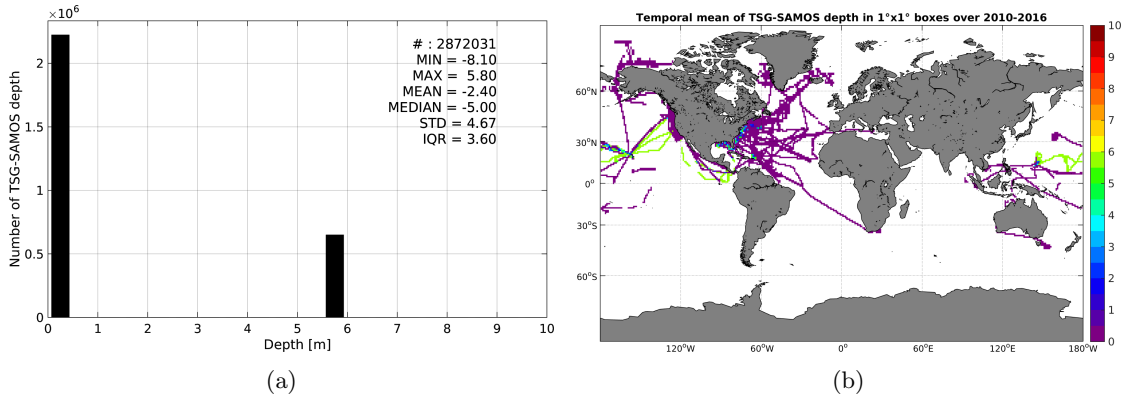 ×10⁶
2
1.5
1
0.5
0
Number of TSG-SAMOS depth
# : 2872031
MIN = -8.10
MAX = 5.80
MEAN = -2.40
MEDIAN = -5.00
STD = 4.67
IQR = 3.60
0 1 2 3 4 5 6 7 8 9 10
Depth [m]
(a)
Temporal mean of TSG-SAMOS depth in 1°x1° boxes over 2010-2016
60°N
30°N
0°
30°S
60°S
120°W 60°W 0° 60°E 120°E 180°W
10
9
8
7
6
5
4
3
2
1
0
(b)